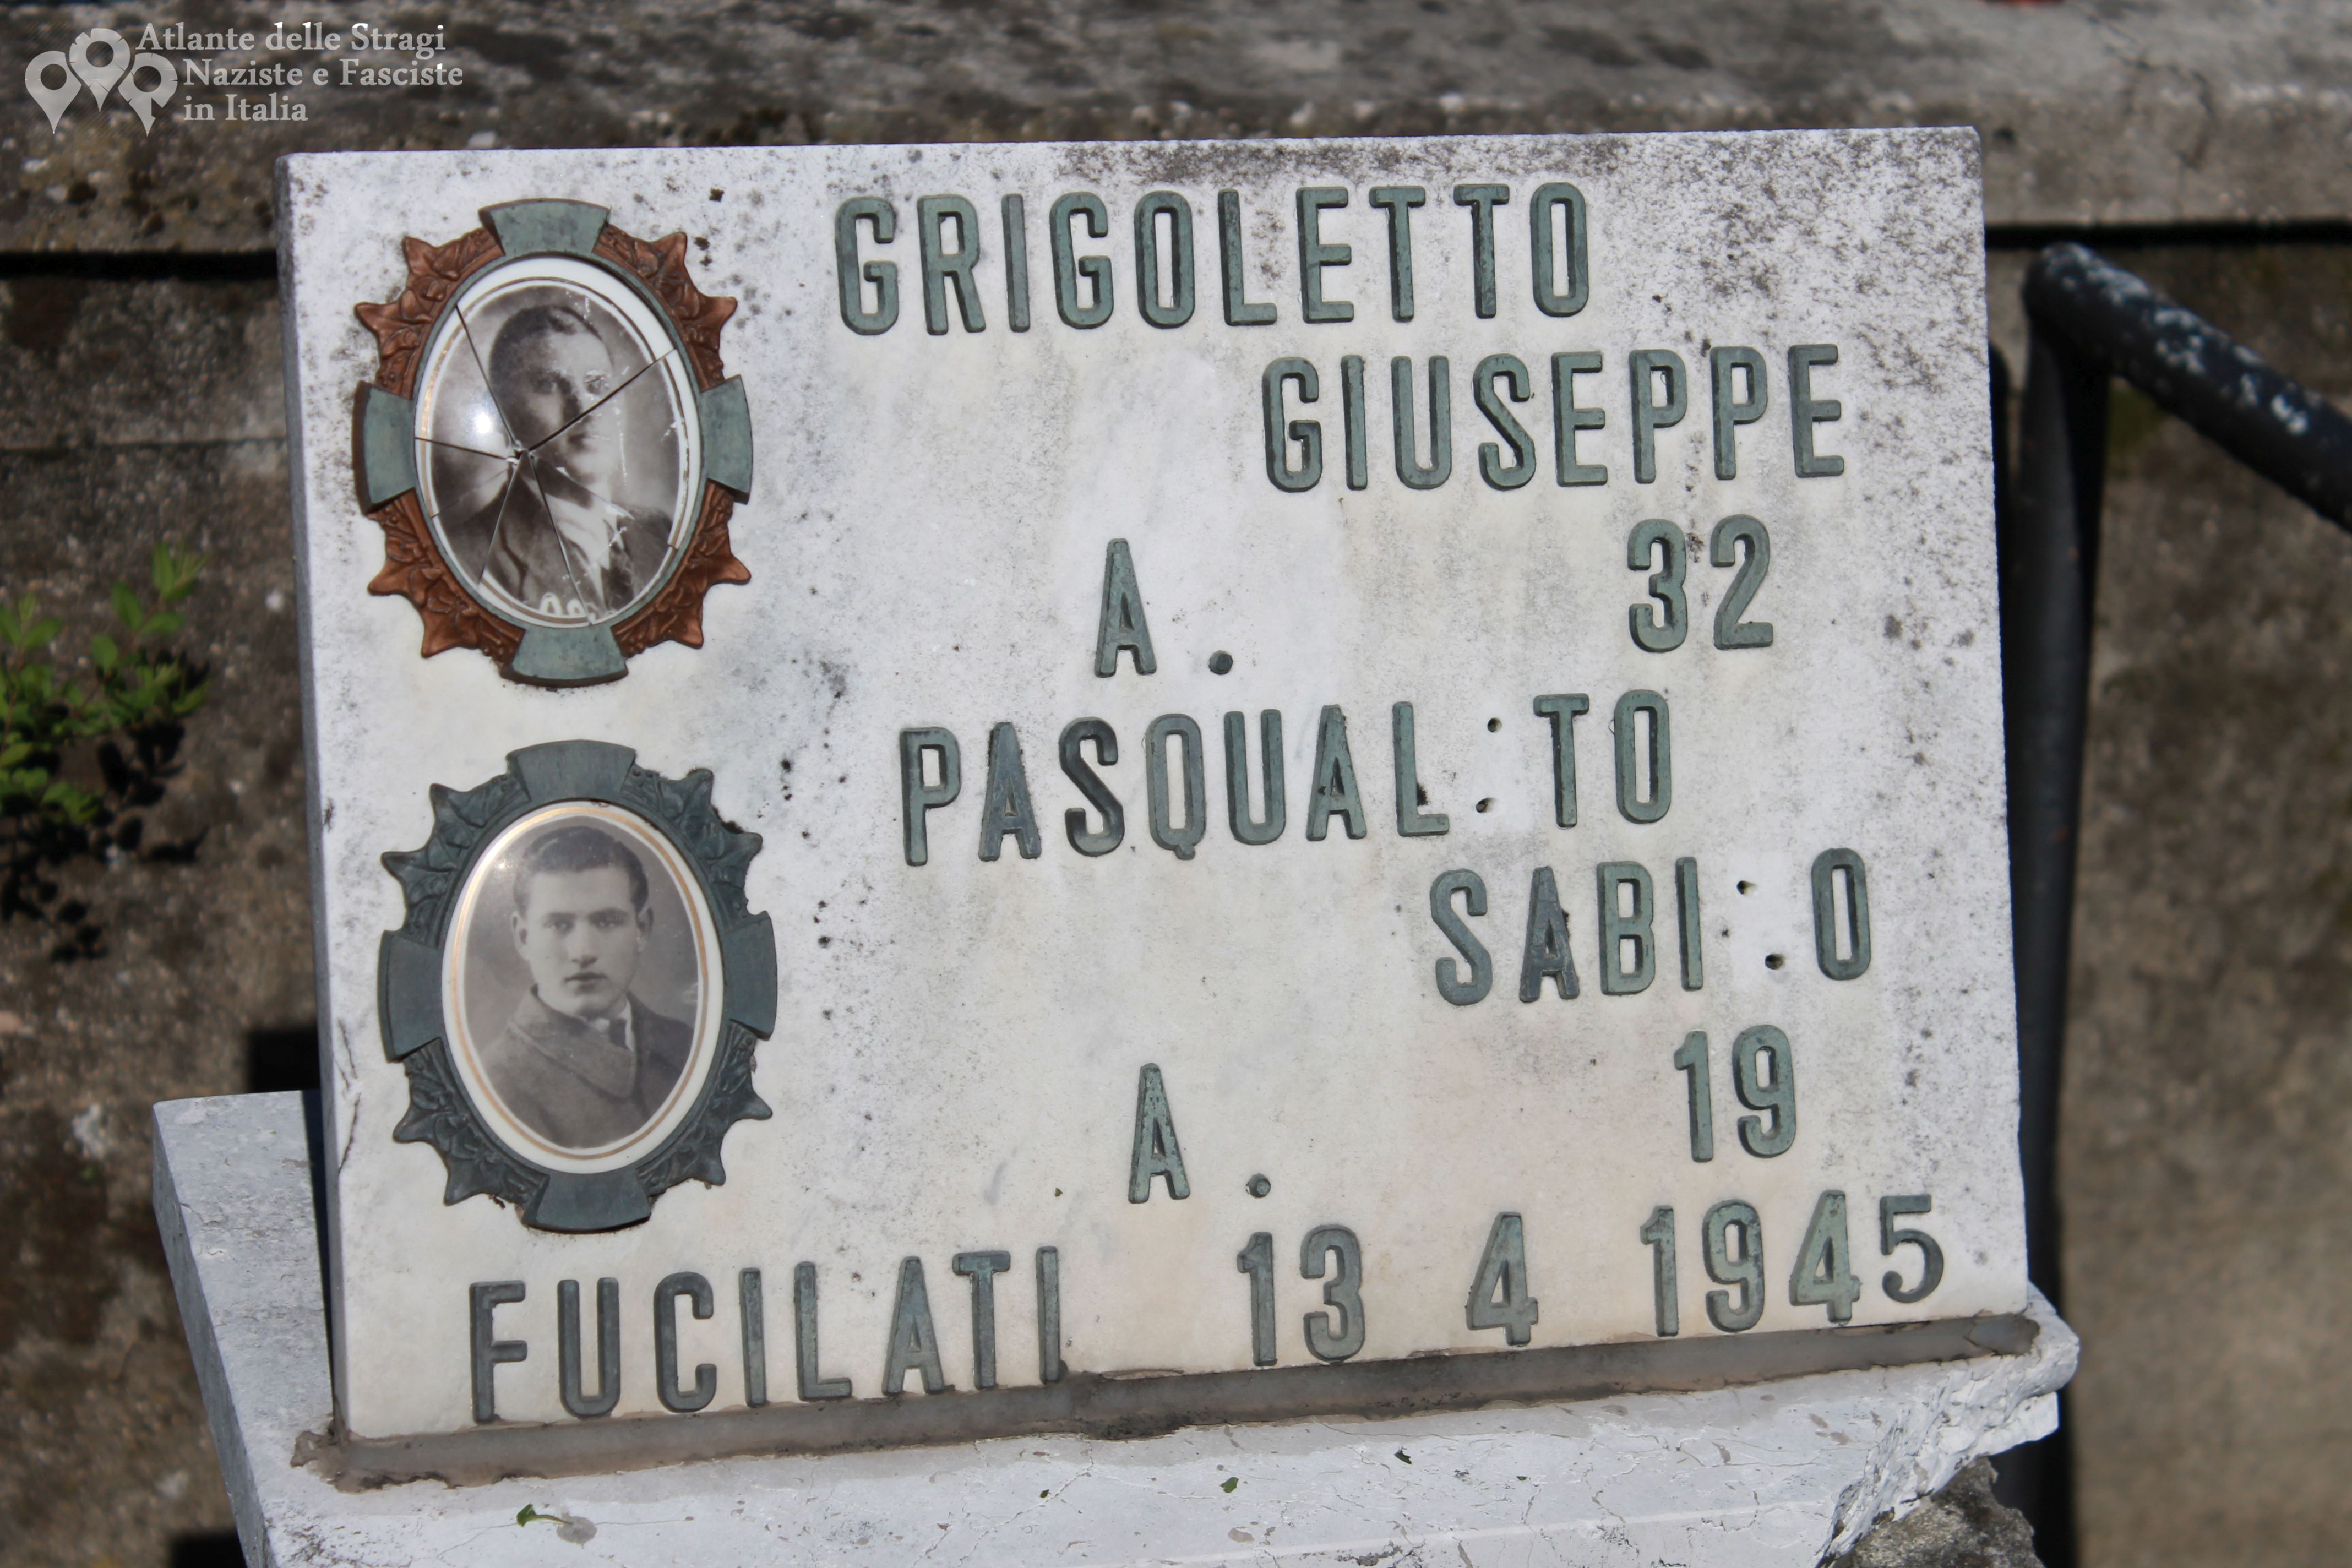 Atlante delle Stragi
Naziste e Fasciste
in Italia
GRIGOLETTO
GIUSEPPE
A. 32
PASQUAL TO
SABI O
A. 19
FUCILATI 13 4 1945